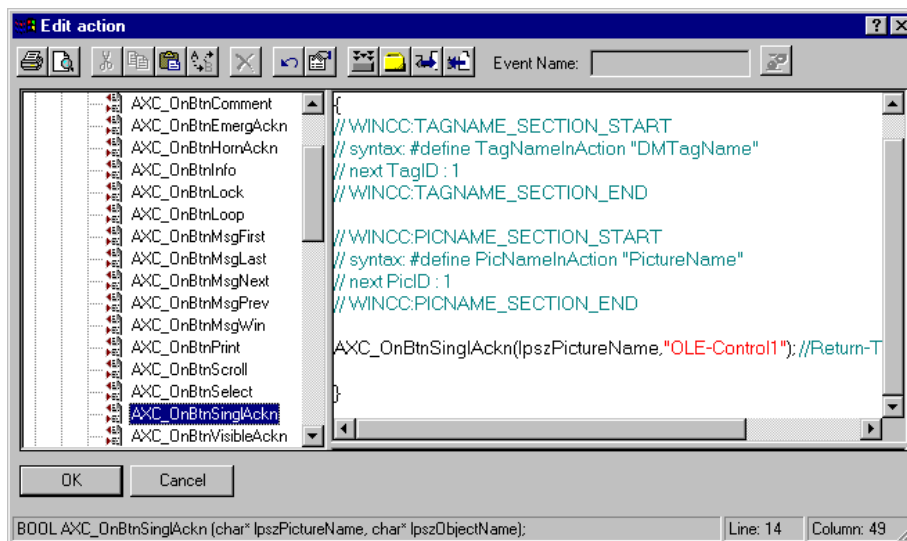 Edit action
Event Name:
AXC_OnBtnComment
AXC_OnBtnEmergAckn
AXC_OnBtnHornAckn
AXC_OnBtnInfo
AXC_OnBtnLock
AXC_OnBtnLoop
AXC_OnBtnMsgFirst
AXC_OnBtnMsgLast
AXC_OnBtnMsgNext
AXC_OnBtnMsgPrev
AXC_OnBtnMsgWin
AXC_OnBtnPrint
AXC_OnBtnScroll
AXC_OnBtnSelect
AXC_OnBtnSinglAckn
AXC_OnBtnVisibleAckn
{
// WINCC:TAGNAME_SECTION_START
// syntax: #define TagNameInAction "DMTagName"
// next TagID : 1
// WINCC:TAGNAME_SECTION_END
// WINCC:PICNAME_SECTION_START
// syntax: #define PicNameInAction "PictureName"
// next PicID : 1
// WINCC:PICNAME_SECTION_END
AXC_OnBtnSinglAckn(lpszPictureName,"OLE-Control1"); //Return-T
}
OK
Cancel
BOOL AXC_OnBtnSinglAckn (char* lpszPictureName, char* lpszObjectName);
Line: 14
Column: 49